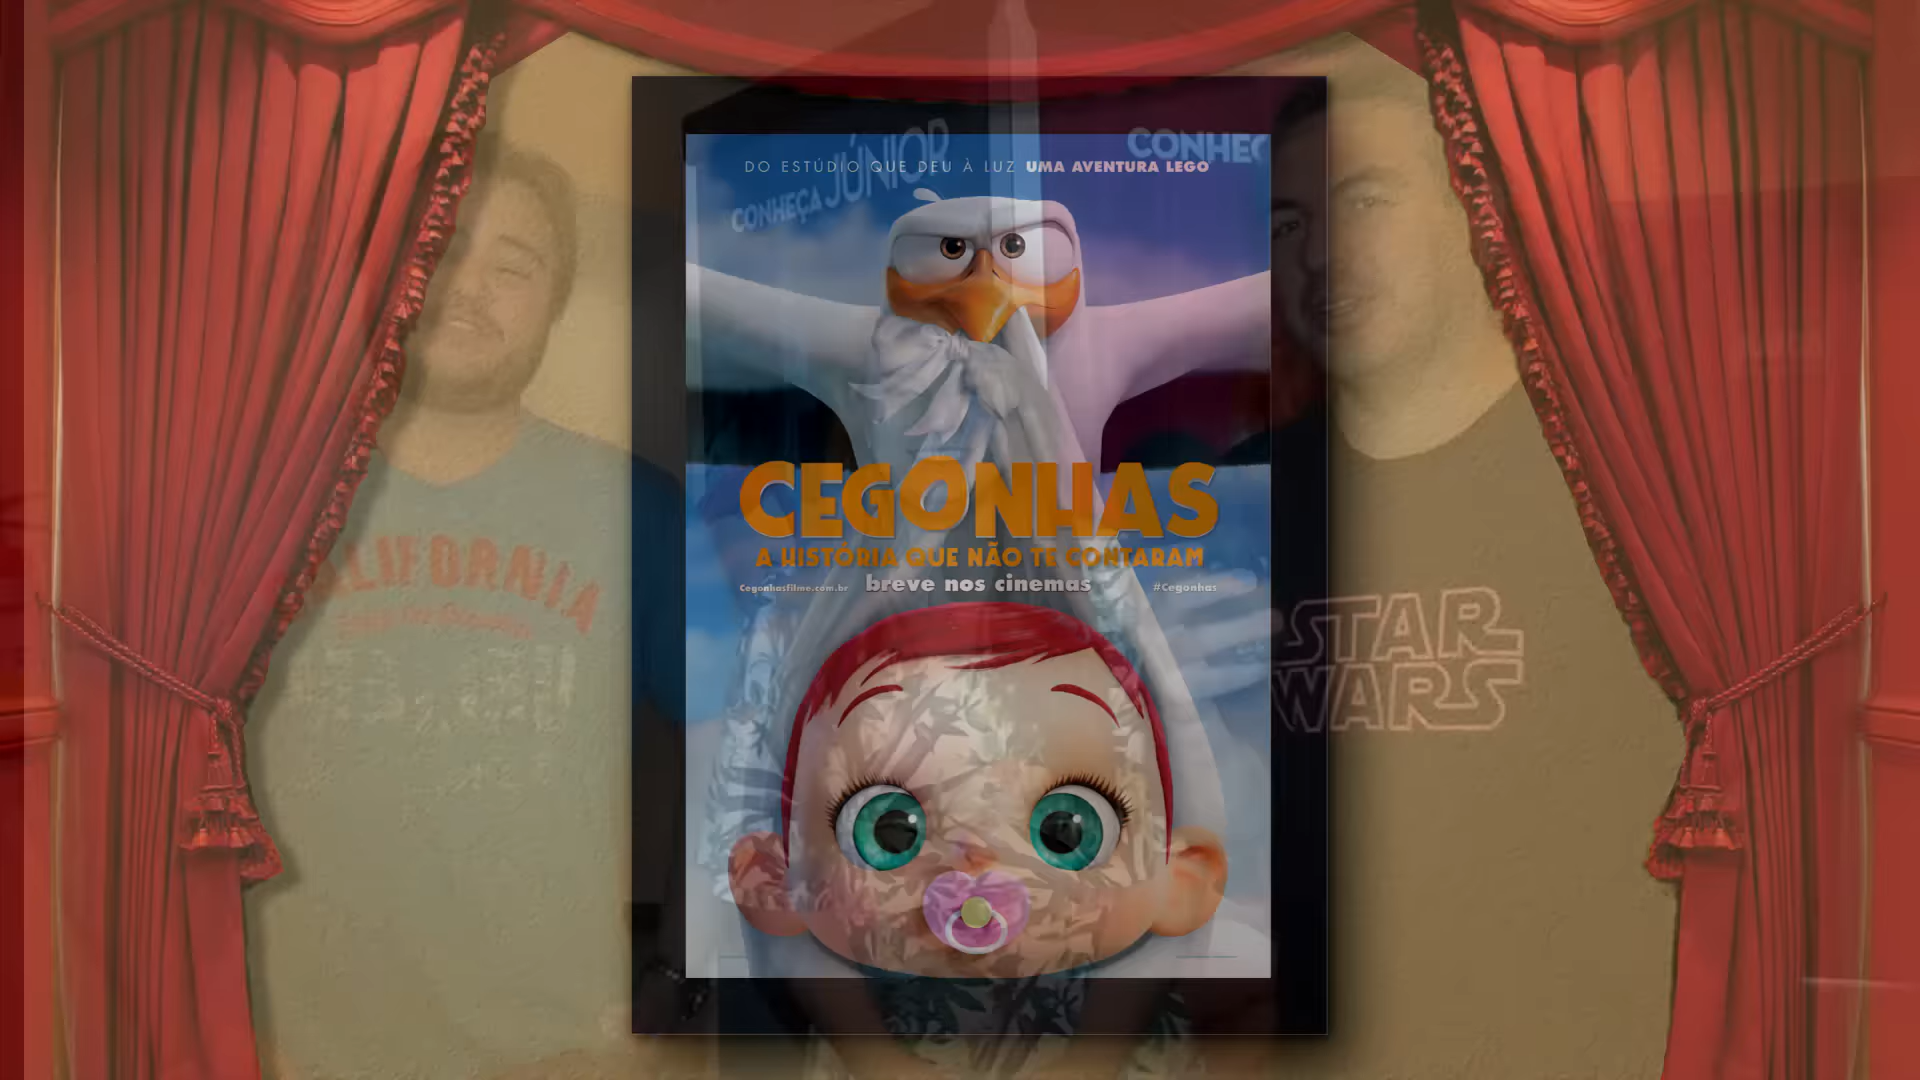 DO ESTÚDIO QUE DEU À LUZ UMA AVENTURA LEGO
CONHEÇA JÚNIOR
CONHEÇ
CEGONHAS
A HISTÓRIA QUE NÃO TE CONTARAM
Cegonhasfilme.com.br breve nos cinemas #Cegonhas
ALIFORNIA
STAR
WARS